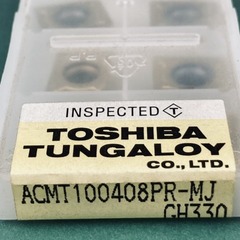 INSPECTED T
TOSHIBA
TUNGALOY
CO., LTD.
ACMT100408PR-MJ
GH330